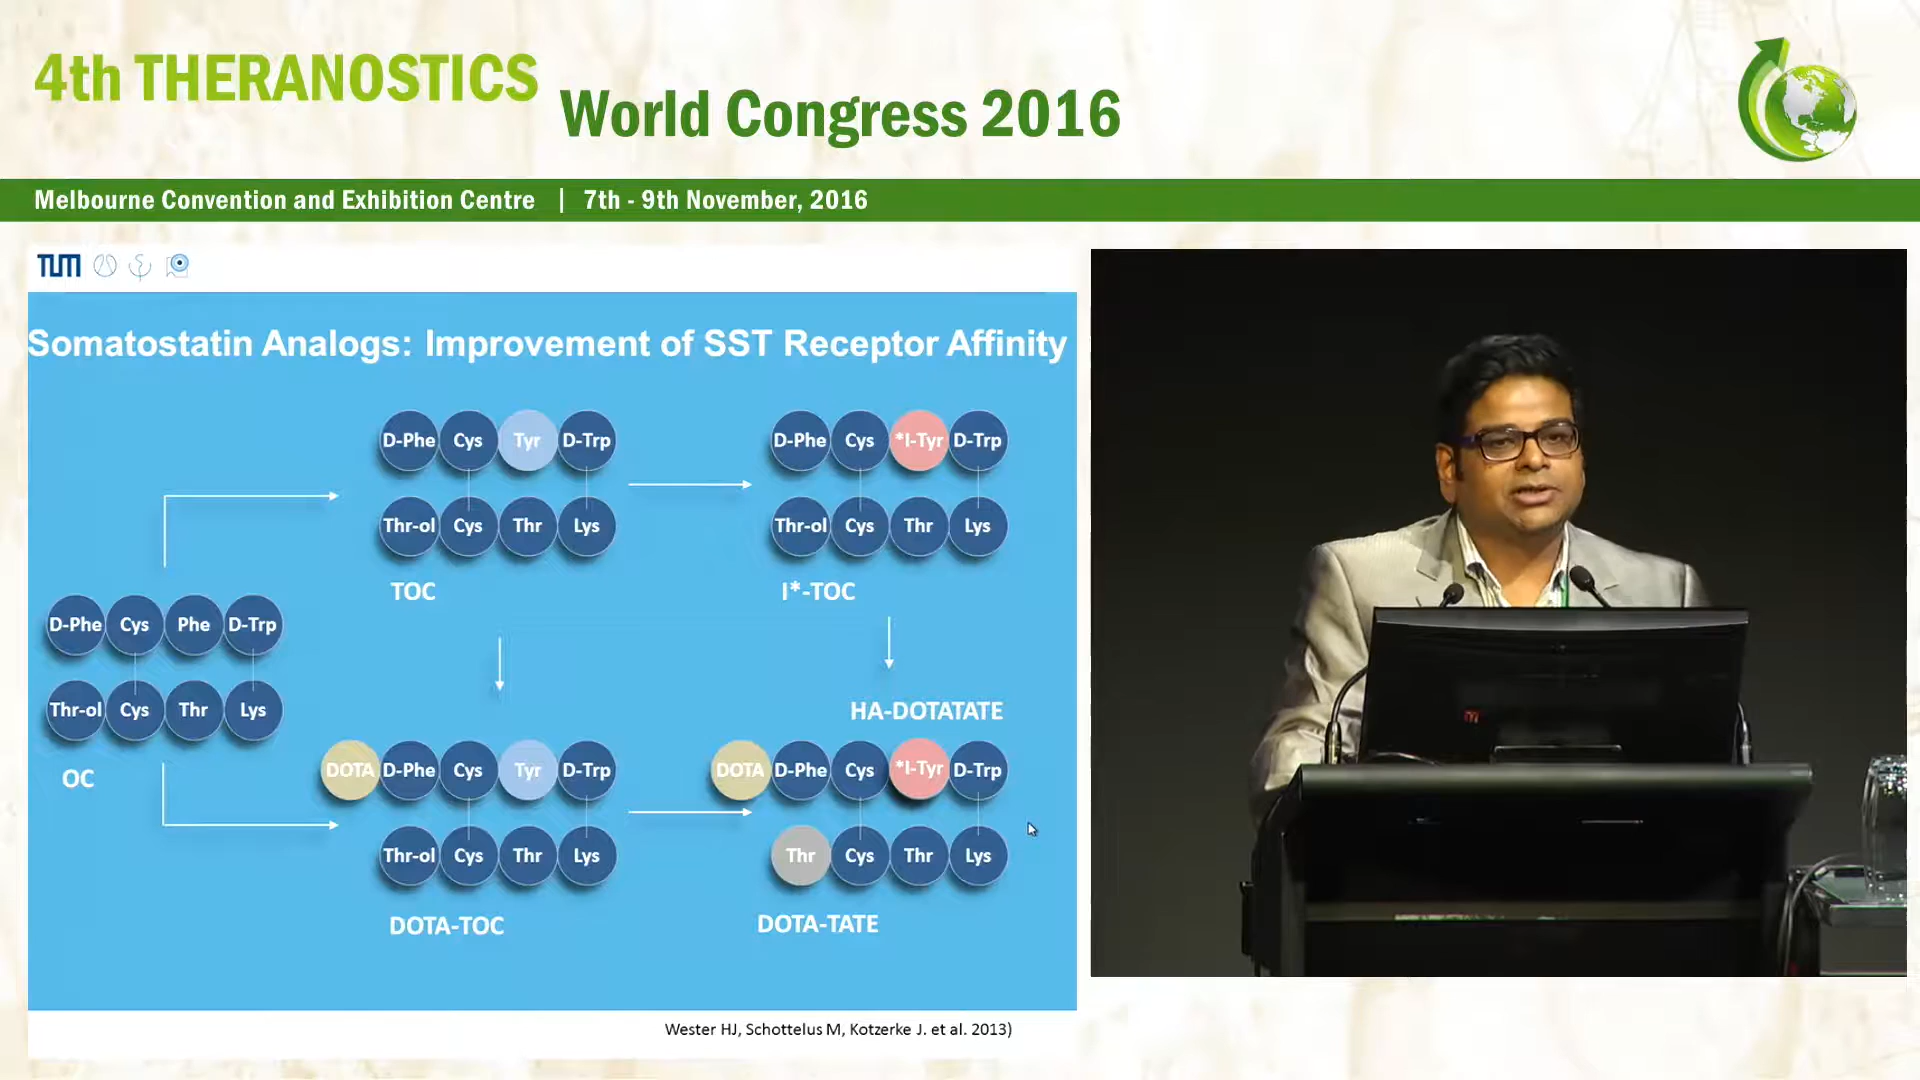 4th THERANOSTICS
World Congress 2016
Melbourne Convention and Exhibition Centre | 7th - 9th November, 2016
TUM
Somatostatin Analogs: Improvement of SST Receptor Affinity
D-Phe Cys Tyr D-Trp
Thr-ol Cys Thr Lys
TOC
D-Phe Cys *I-Tyr D-Trp
Thr-ol Cys Thr Lys
I*-TOC
D-Phe Cys Phe D-Trp
Thr-ol Cys Thr Lys
OC
DOTA D-Phe Cys Tyr D-Trp
Thr-ol Cys Thr Lys
DOTA-TOC
HA-DOTATATE
DOTA D-Phe Cys *I-Tyr D-Trp
Thr Cys Thr Lys
DOTA-TATE
Wester HJ, Schottelus M, Kotzerke J. et al. 2013)